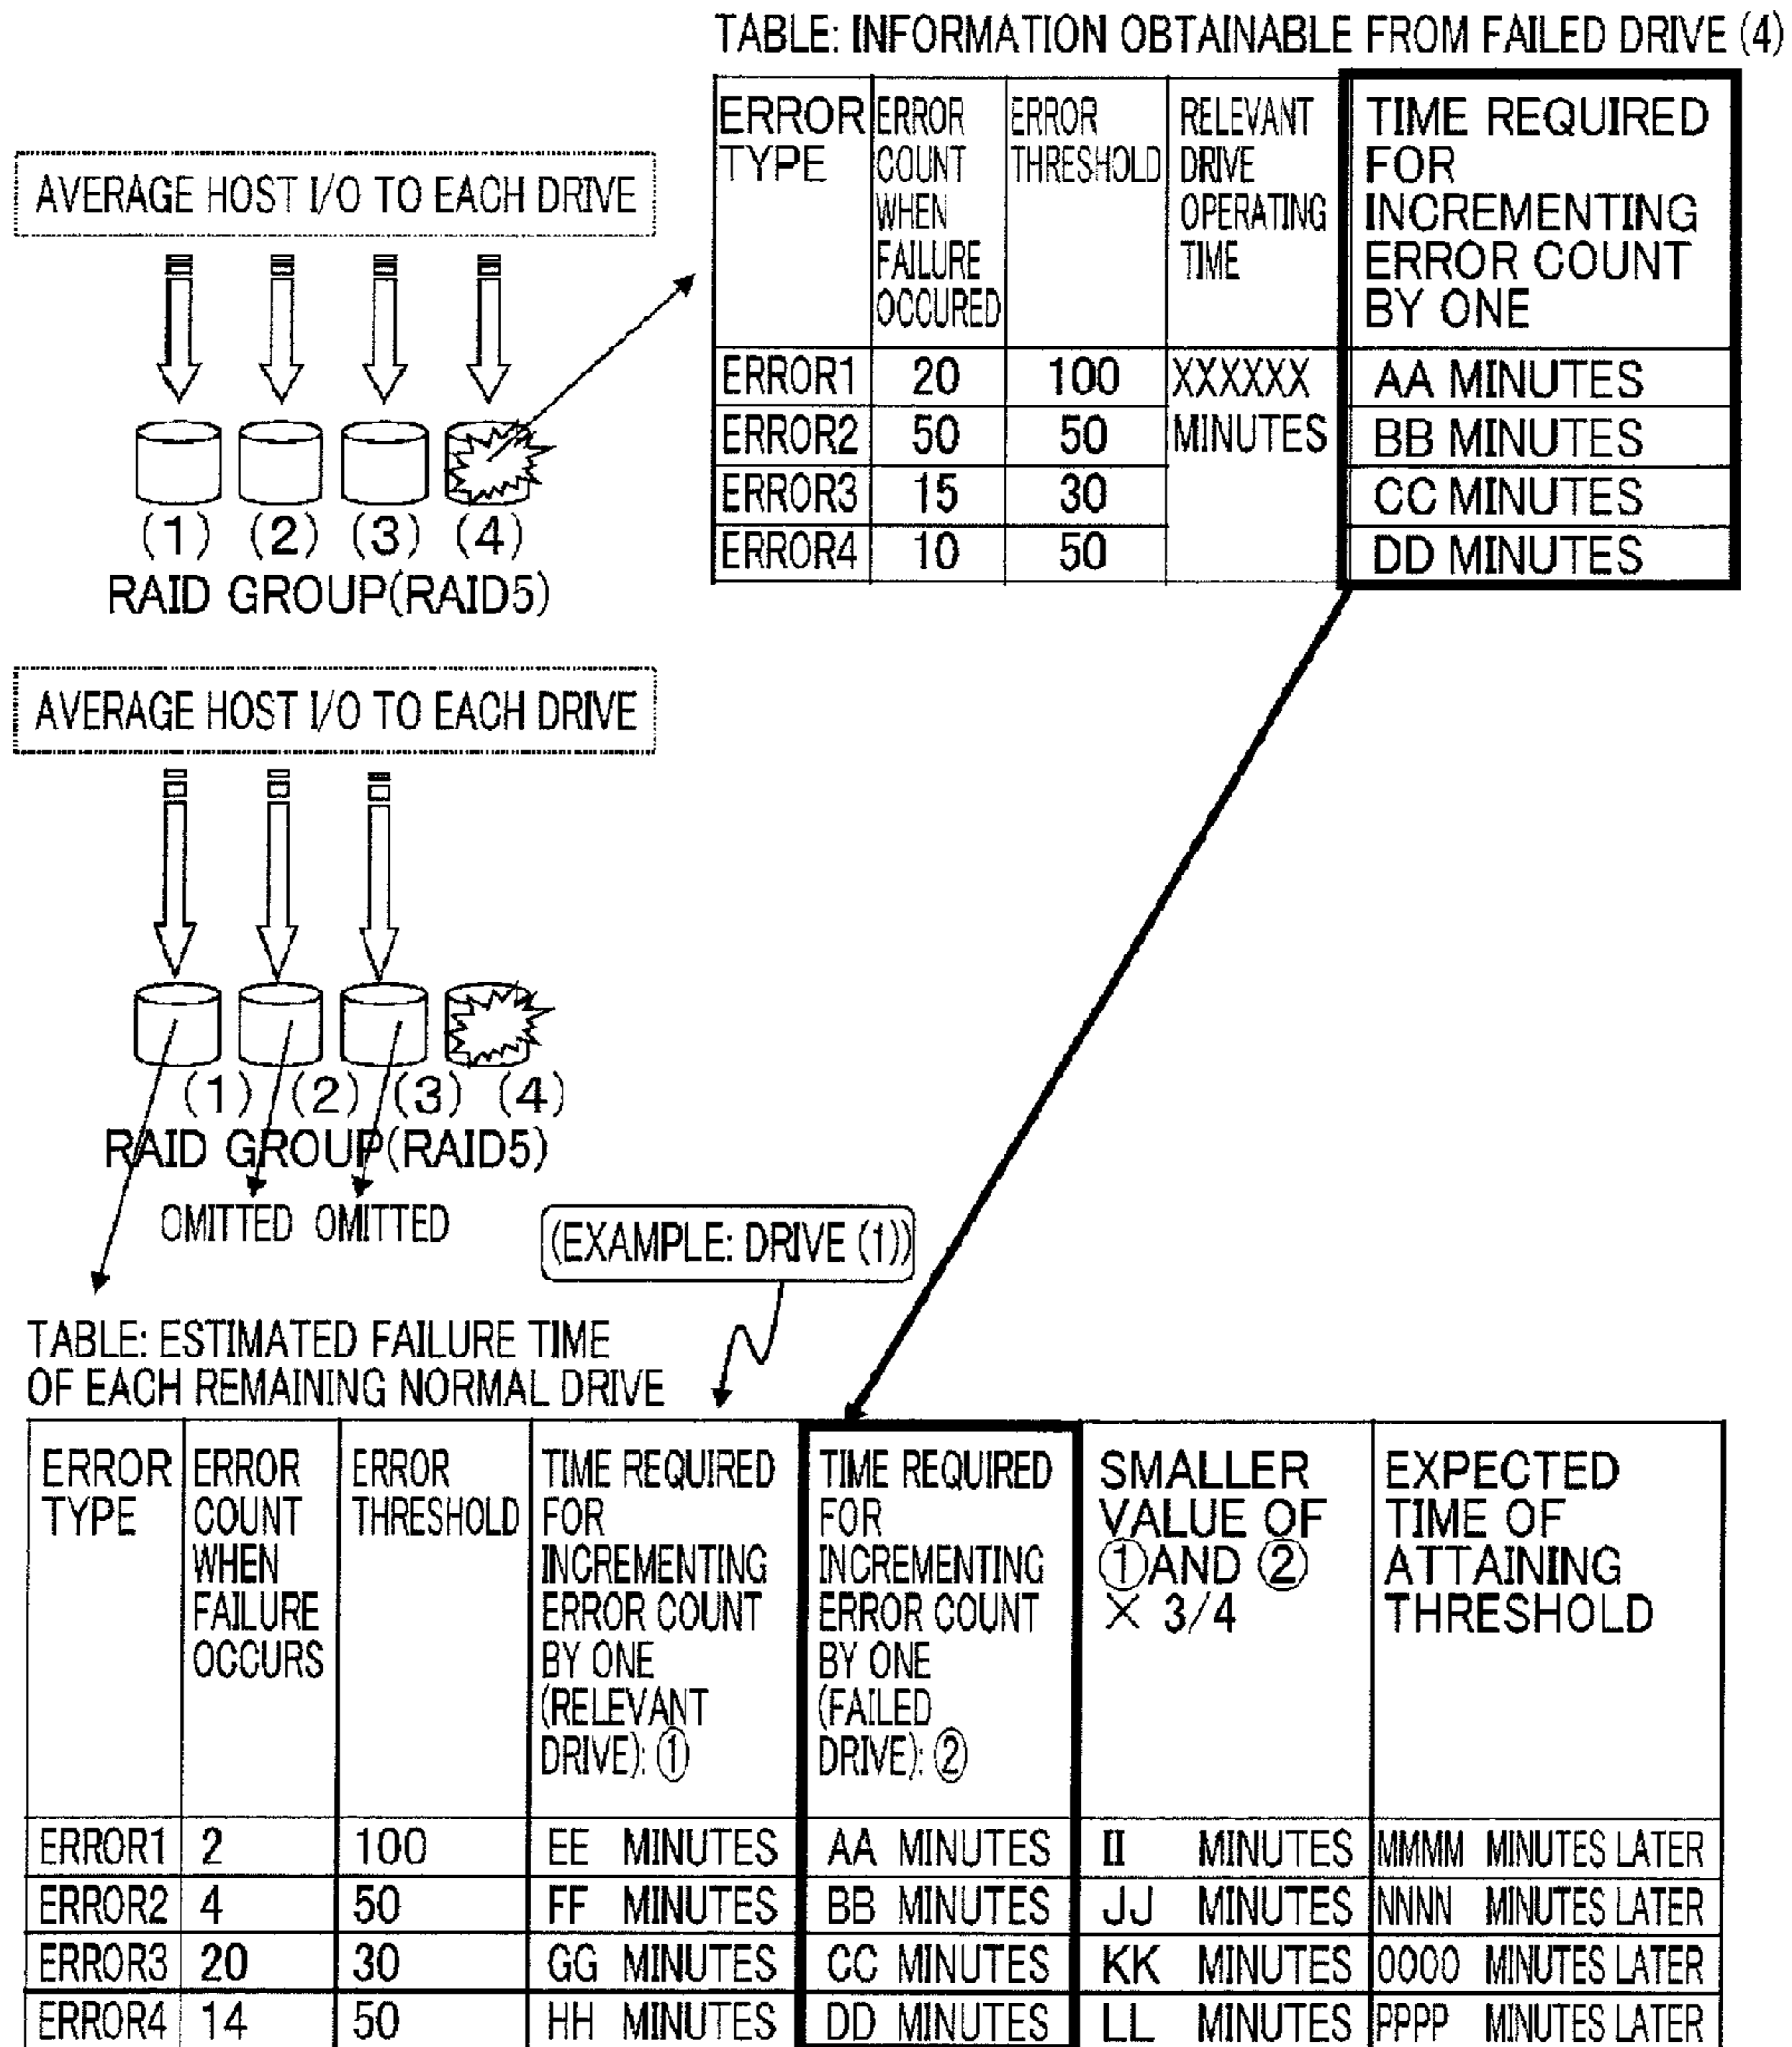 TABLE: INFORMATION OBTAINABLE FROM FAILED DRIVE (4)
AVERAGE HOST I/O TO EACH DRIVE
(1) (2) (3) (4)
RAID GROUP(RAID5)
ERROR TYPE
ERROR COUNT WHEN FAILURE OCCURED
ERROR THRESHOLD
RELEVANT DRIVE OPERATING TIME
TIME REQUIRED FOR INCREMENTING ERROR COUNT BY ONE
ERROR1 20 100 XXXXXX AA MINUTES
ERROR2 50 50 MINUTES BB MINUTES
ERROR3 15 30 CC MINUTES
ERROR4 10 50 DD MINUTES
AVERAGE HOST I/O TO EACH DRIVE
(1) (2) (3) (4)
RAID GROUP(RAID5)
OMITTED OMITTED
(EXAMPLE: DRIVE (1))
TABLE: ESTIMATED FAILURE TIME
OF EACH REMAINING NORMAL DRIVE
ERROR TYPE
ERROR COUNT WHEN FAILURE OCCURS
ERROR THRESHOLD
TIME REQUIRED FOR INCREMENTING ERROR COUNT BY ONE (RELEVANT DRIVE): ①
TIME REQUIRED FOR INCREMENTING ERROR COUNT BY ONE (FAILED DRIVE): ②
SMALLER VALUE OF ① AND ② × 3/4
EXPECTED TIME OF ATTAINING THRESHOLD
ERROR1 2 100 EE MINUTES AA MINUTES II MINUTES MMMM MINUTES LATER
ERROR2 4 50 FF MINUTES BB MINUTES JJ MINUTES NNNN MINUTES LATER
ERROR3 20 30 GG MINUTES CC MINUTES KK MINUTES OOOO MINUTES LATER
ERROR4 14 50 HH MINUTES DD MINUTES LL MINUTES PPPP MINUTES LATER